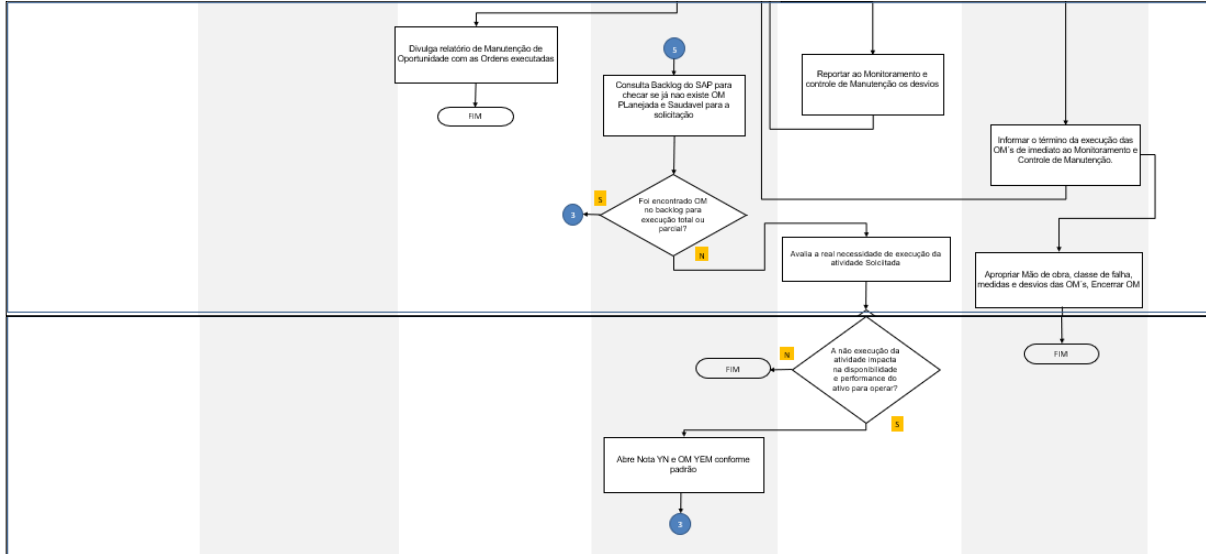 Divulga relatório de Manutenção de
Oportunidade com as Ordens executadas
FIM
5
Consulta Backlog do SAP para
checar se já nao existe OM
PLanejada e Saudavel para a
solicitação
Reportar ao Monitoramento e
controle de Manutenção os desvios
Informar o término da execução das
OM´s de imediato ao Monitoramento e
Controle de Manutenção.
S
3
Foi encontrado OM
no backlog para
execução total ou
parcial?
N
Avalia a real necessidade de execução da
atividade Solciitada
Apropriar Mão de obra, classe de falha,
medidas e desvios das OM´s, Encerrar OM
FIM
N
FIM
A não execução da
atividade impacta
na disponibilidade
e performance do
ativo para operar?
S
Abre Nota YN e OM YEM conforme
padrão
3